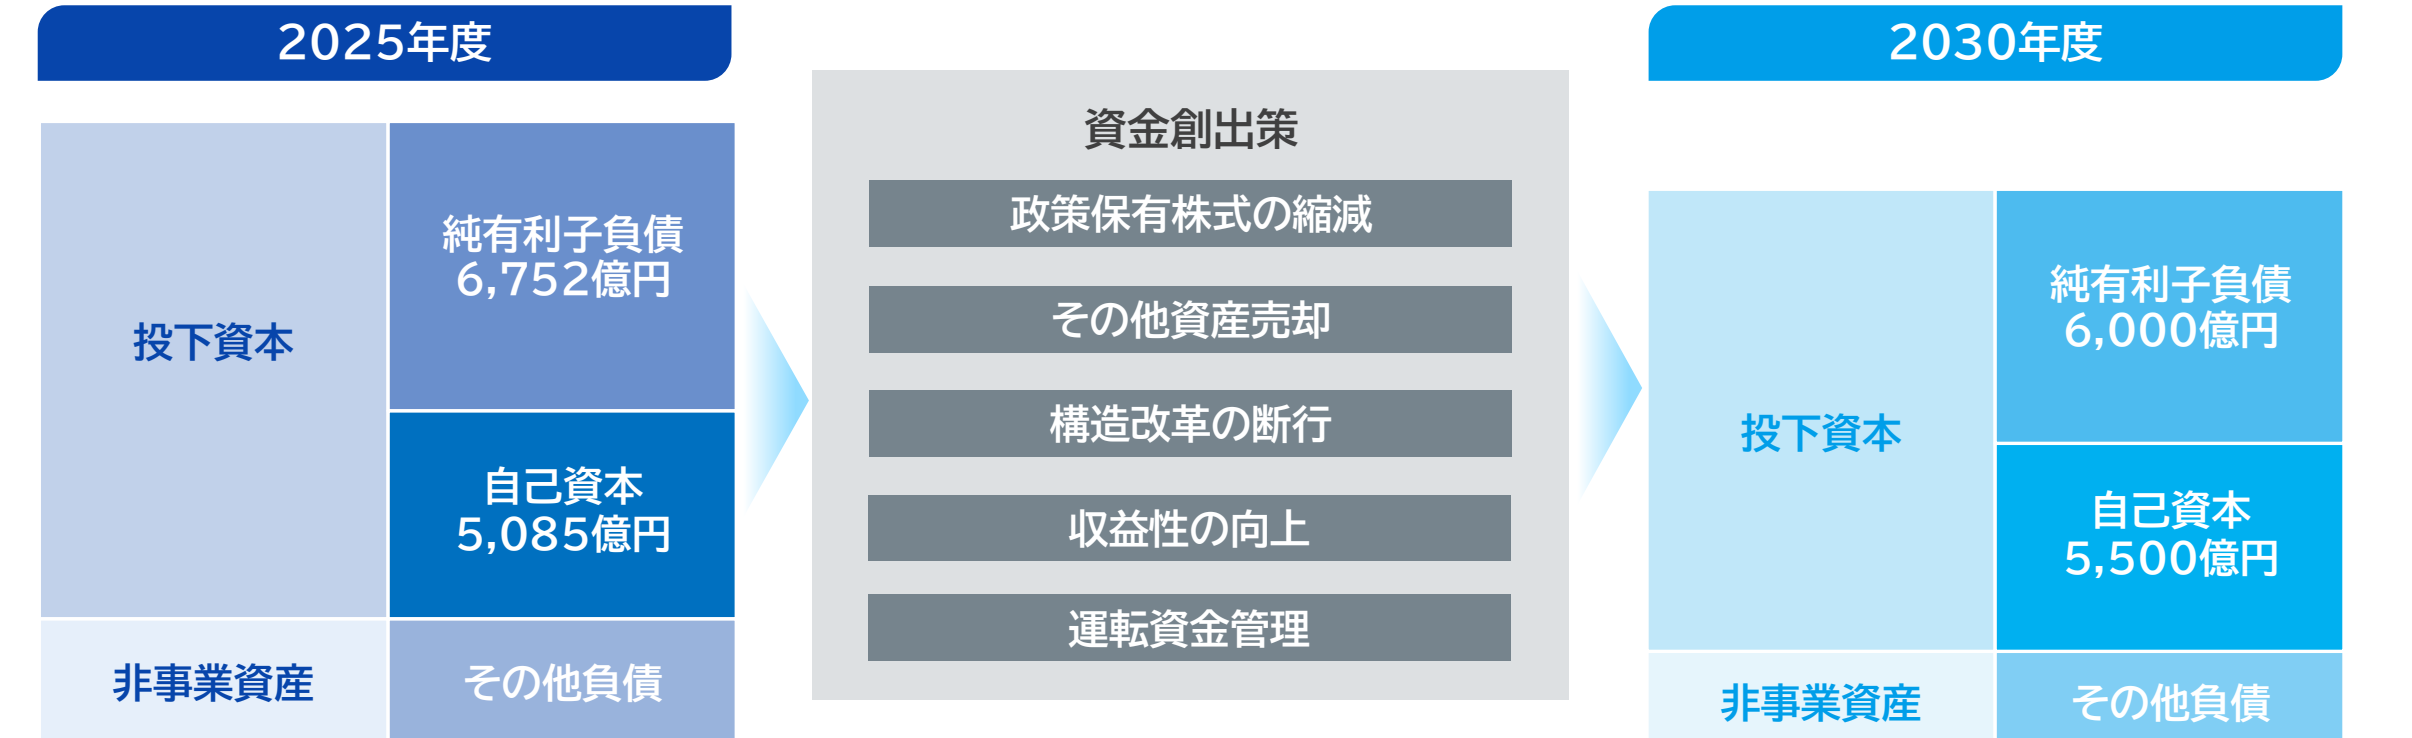 2025年度
投下資本
純有利子負債
6,752億円
自己資本
5,085億円
非事業資産
その他負債
資金創出策
政策保有株式の縮減
その他資産売却
構造改革の断行
収益性の向上
運転資金管理
2030年度
投下資本
純有利子負債
6,000億円
自己資本
5,500億円
非事業資産
その他負債